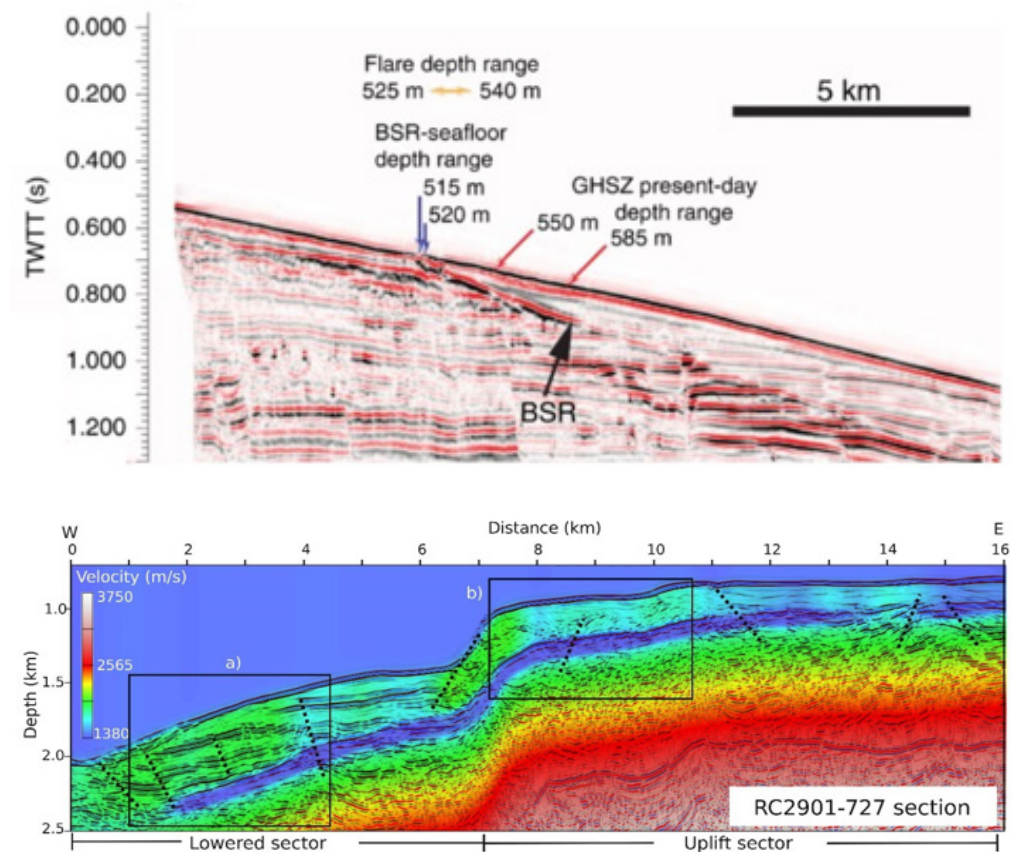 0.000
Flare depth range
0.200
525 m 540 m
5 km
BSR-seafloor
0.400
depth range
515 m
GHSZ present-day
520 m
550 m
depth range
585 m
0.600
TWTT (s)
0.800
1.000
BSR
1.200
W
Distance (km)
E
0 2 4 6 8 10 12 14 16
Velocity (m/s)
3750
2565
1380
a)
b)
Depth (km)
1.0
1.5
2.0
2.5
RC2901-727 section
Lowered sector
Uplift sector